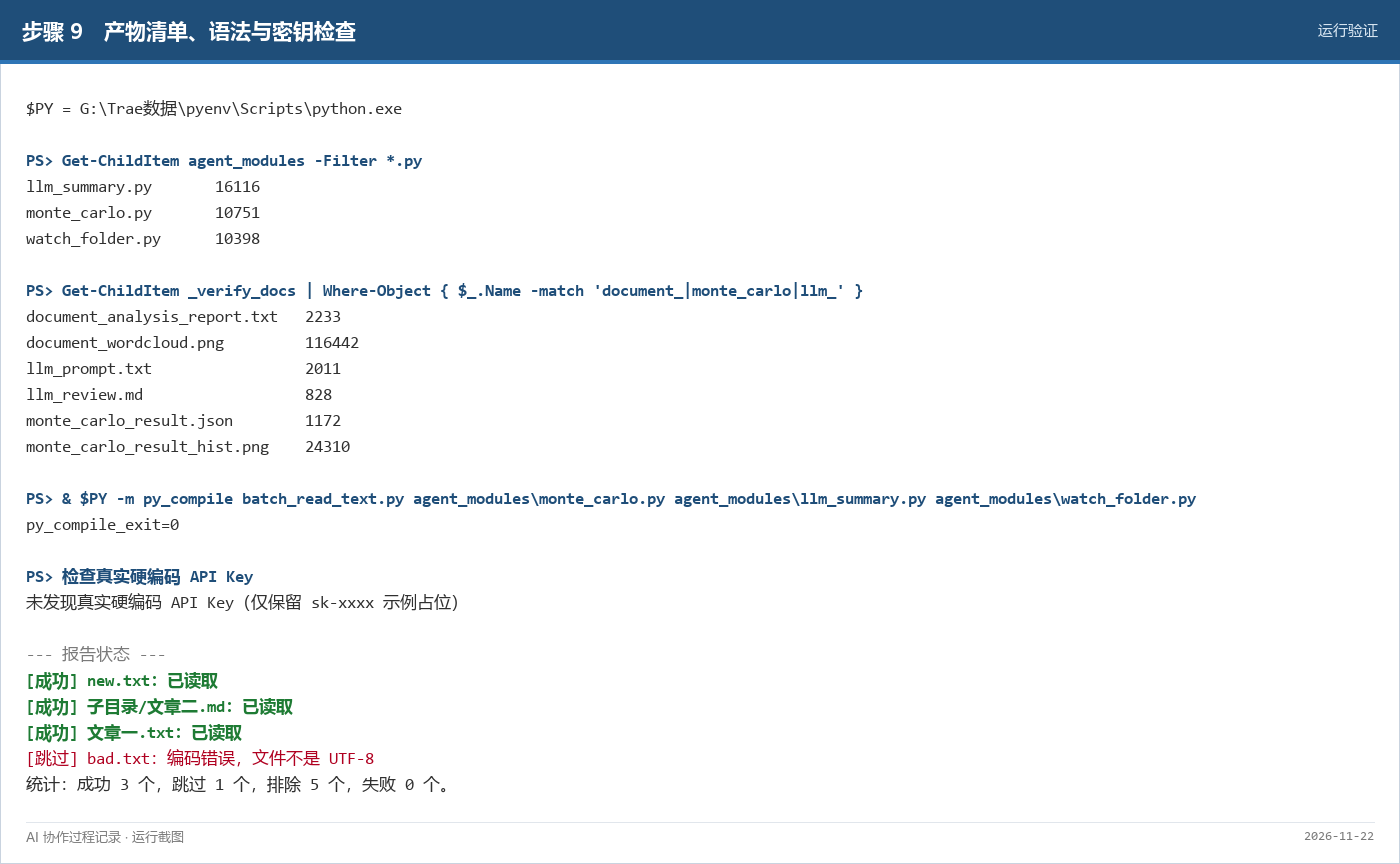 步骤 9 产物清单、语法与密钥检查
运行验证
$PY = G:\Trae数据\pyenv\Scripts\python.exe
PS> Get-ChildItem agent_modules -Filter *.py
llm_summary.py 16116
monte_carlo.py 10751
watch_folder.py 10398
PS> Get-ChildItem _verify_docs | Where-Object { $_.Name -match 'document_|monte_carlo|llm_' }
document_analysis_report.txt 2233
document_wordcloud.png 116442
llm_prompt.txt 2011
llm_review.md 828
monte_carlo_result.json 1172
monte_carlo_result_hist.png 24310
PS> & $PY -m py_compile batch_read_text.py agent_modules\monte_carlo.py agent_modules\llm_summary.py agent_modules\watch_folder.py
py_compile_exit=0
PS> 检查真实硬编码 API Key
未发现真实硬编码 API Key（仅保留 sk-xxxx 示例占位）
--- 报告状态 ---
[成功] new.txt：已读取
[成功] 子目录/文章二.md：已读取
[成功] 文章一.txt：已读取
[跳过] bad.txt：编码错误，文件不是 UTF-8
统计：成功 3 个，跳过 1 个，排除 5 个，失败 0 个。
AI 协作过程记录 · 运行截图
2026-11-22